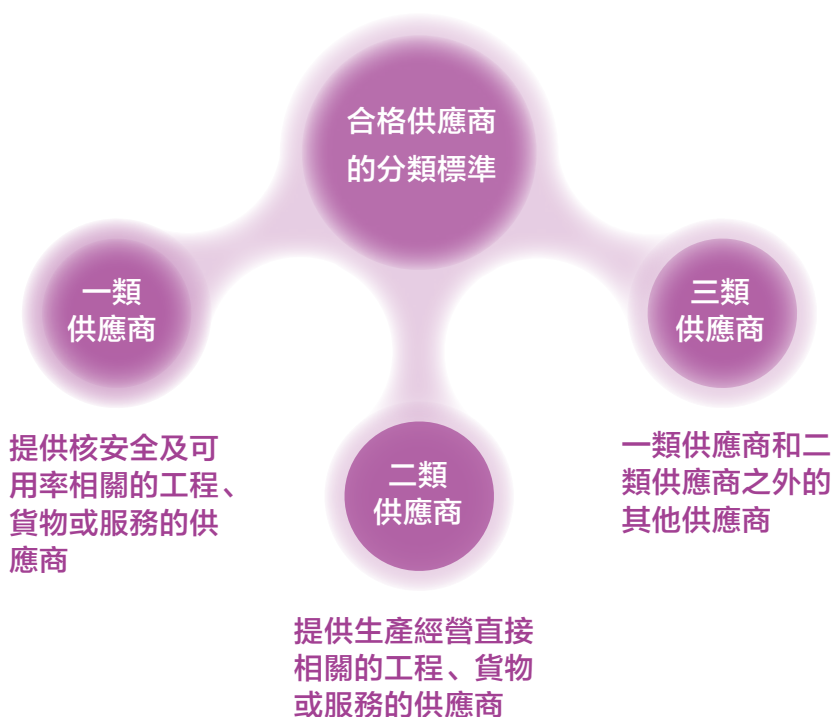 合格供應商
的分類標準
一類
供應商
提供核安全及可
用率相關的工程、
貨物或服務的供
應商
二類
供應商
提供生產經營直接
相關的工程、貨物
或服務的供應商
三類
供應商
一類供應商和二
類供應商之外的
其他供應商